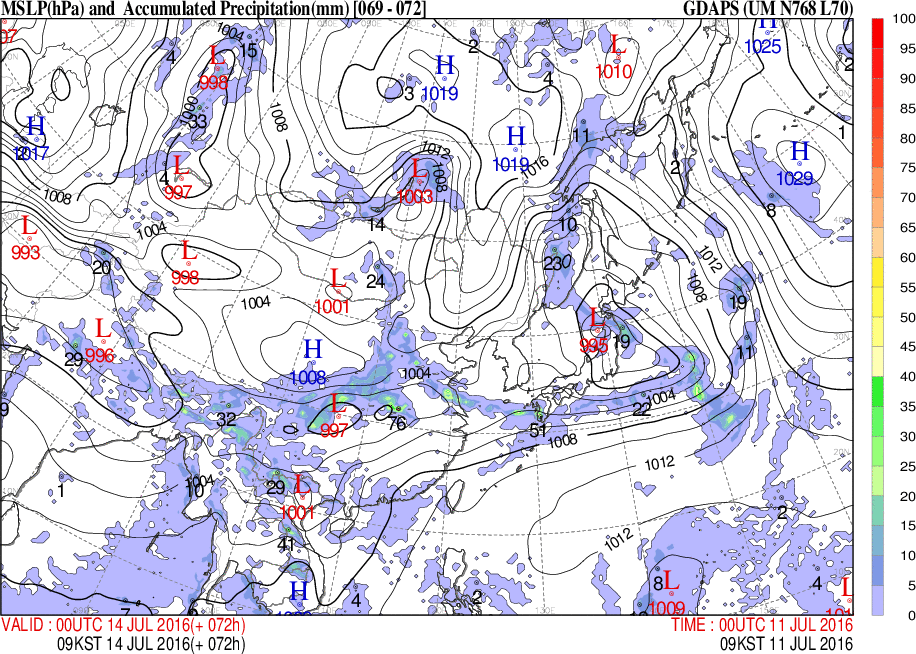 MSLP(hPa) and Accumulated Precipitation(mm) [069 - 072] GDAPS (UM N768 L70)
1004 15 2 H 1025 100
4 L 998 H 1019 4 L 1010 2 95
3 90
1000 33 1008 85
H 1017 11 1 80
1012 H 1019 1016 H 1029 75
4 L 997 L 1003 1008 2 70
1008 8
L 993 1004 14 10 65
L 998 1012 60
20 24 230 1008 55
L 1001 19
1004 L 995 19 50
L 996 29 H 1008 11 45
1004 40
9 L 997 1004 35
32 76 51 22
1008 30
1012 25
1 1004 10 29 L 1001 20
2
41 1012 15
10
H 8 L 1009 4 L 5
7 4 2 130E 0
VALID : 00UTC 14 JUL 2016(+ 072h) TIME : 00UTC 11 JUL 2016
09KST 14 JUL 2016(+ 072h) 09KST 11 JUL 2016